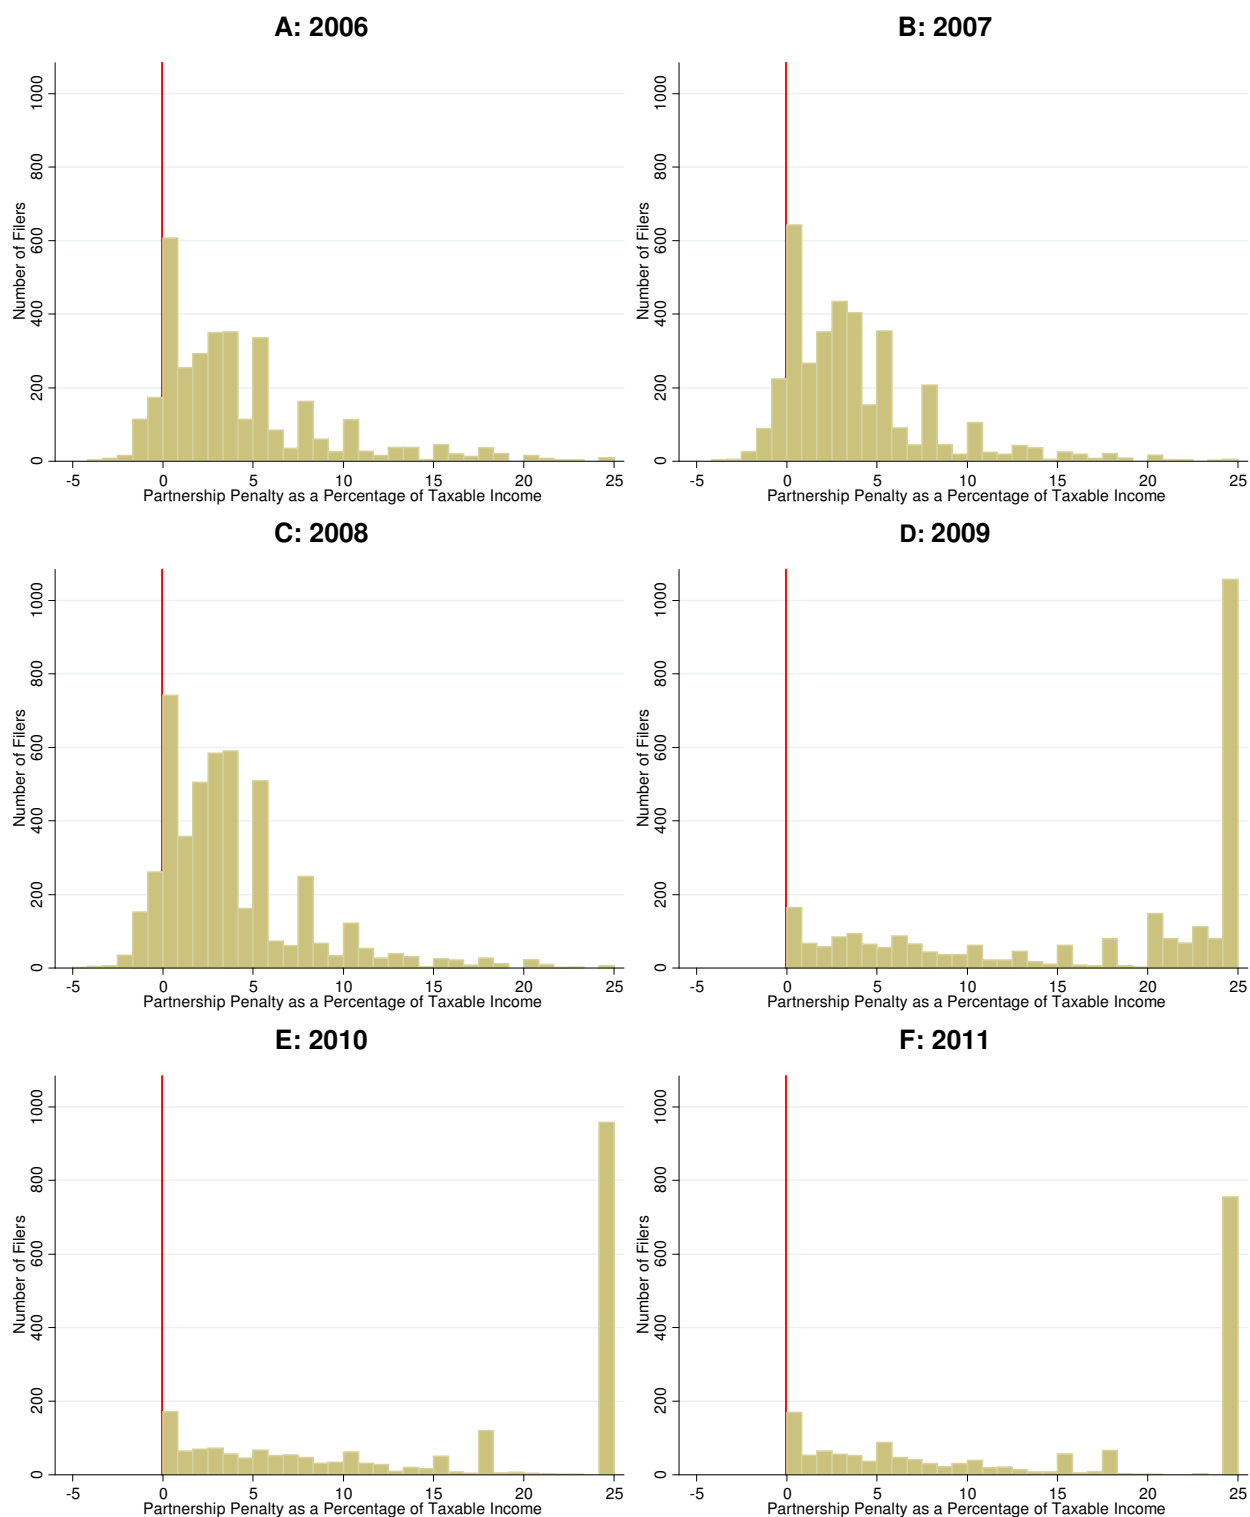 A: 2006
Number of Filers
0 200 400 600 800 1000
-5 0 5 10 15 20 25
Partnership Penalty as a Percentage of Taxable Income
B: 2007
Number of Filers
0 200 400 600 800 1000
-5 0 5 10 15 20 25
Partnership Penalty as a Percentage of Taxable Income
C: 2008
Number of Filers
0 200 400 600 800 1000
-5 0 5 10 15 20 25
Partnership Penalty as a Percentage of Taxable Income
D: 2009
Number of Filers
0 200 400 600 800 1000
-5 0 5 10 15 20 25
Partnership Penalty as a Percentage of Taxable Income
E: 2010
Number of Filers
0 200 400 600 800 1000
-5 0 5 10 15 20 25
Partnership Penalty as a Percentage of Taxable Income
F: 2011
Number of Filers
0 200 400 600 800 1000
-5 0 5 10 15 20 25
Partnership Penalty as a Percentage of Taxable Income